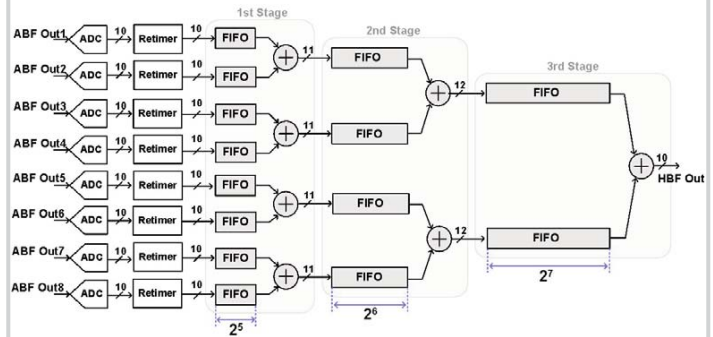 1st Stage
2nd Stage
3rd Stage
ABF Out1 ADC 10 Retimer 10 FIFO
11 FIFO
ABF Out2 ADC 10 Retimer 10 FIFO
12 FIFO
ABF Out3 ADC 10 Retimer 10 FIFO
11 FIFO
ABF Out4 ADC 10 Retimer 10 FIFO
10
HBF Out
ABF Out5 ADC 10 Retimer 10 FIFO
11 FIFO
ABF Out6 ADC 10 Retimer 10 FIFO
12 FIFO
ABF Out7 ADC 10 Retimer 10 FIFO
11 FIFO
ABF Out8 ADC 10 Retimer 10 FIFO
2⁵
2⁶
2⁷